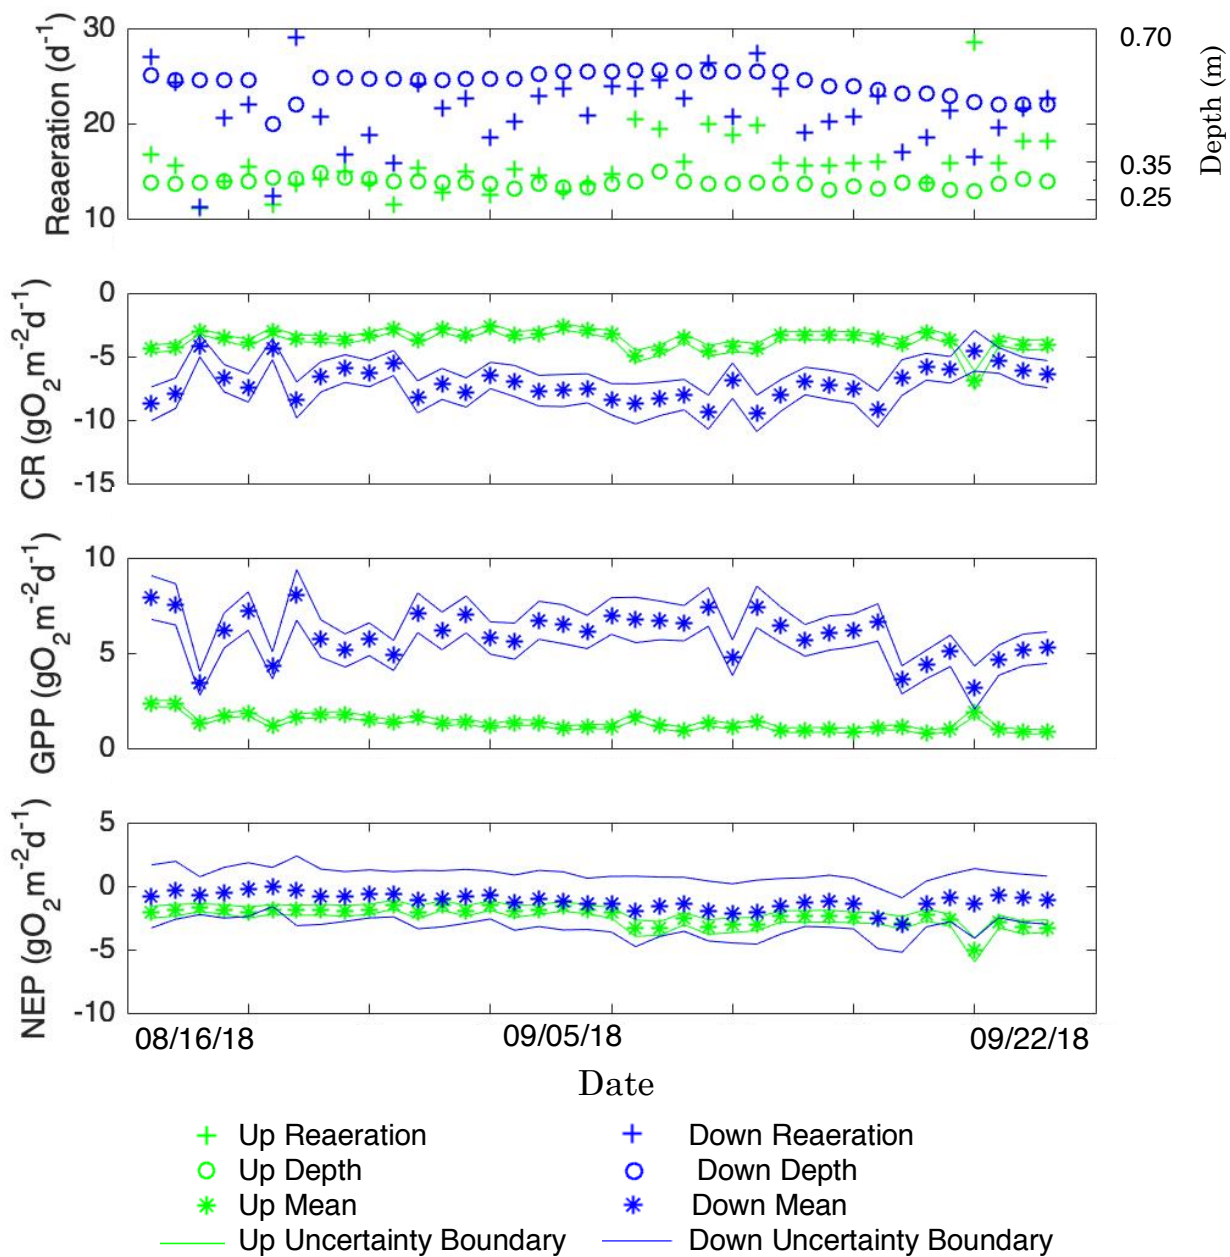 Reaeration (d⁻¹)
30
20
10
0.70
0.35
0.25
Depth (m)
CR (gO₂m⁻²d⁻¹)
0
-5
-10
-15
GPP (gO₂m⁻²d⁻¹)
10
5
0
NEP (gO₂m⁻²d⁻¹)
5
0
-5
-10
08/16/18 09/05/18 09/22/18
Date
Up Reaeration Down Reaeration
Up Depth Down Depth
Up Mean Down Mean
Up Uncertainty Boundary Down Uncertainty Boundary